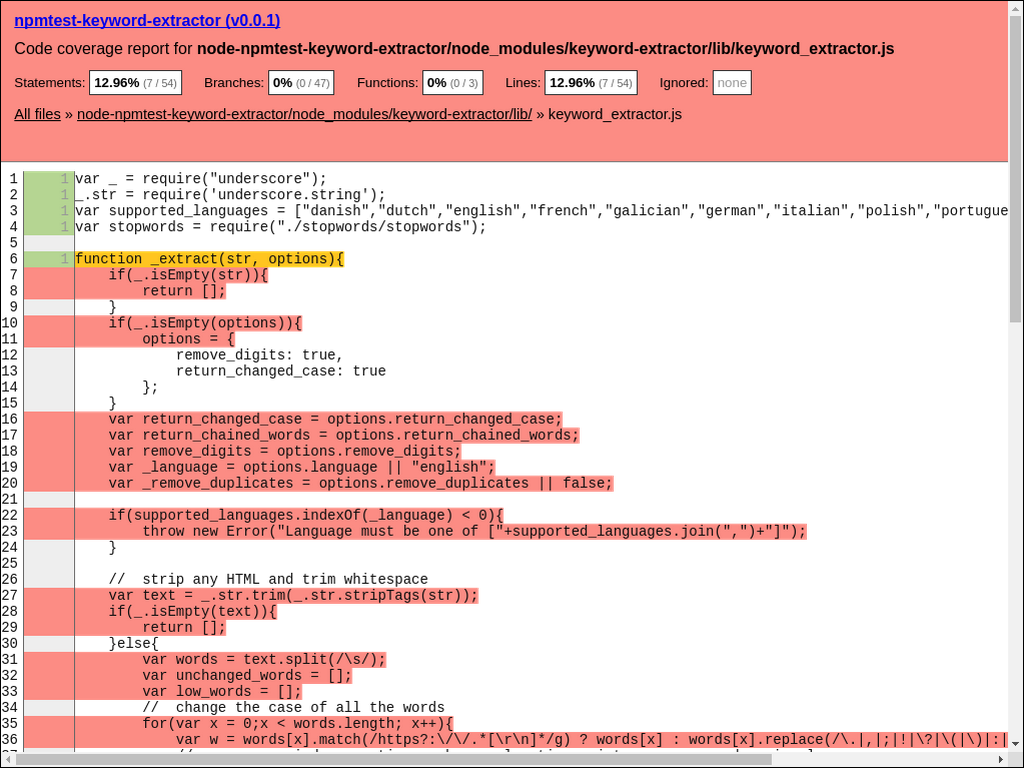 npmtest-keyword-extractor (v0.0.1)
Code coverage report for node-npmtest-keyword-extractor/node_modules/keyword-extractor/lib/keyword_extractor.js
Statements: 12.96% (7 / 54) Branches: 0% (0 / 47) Functions: 0% (0 / 3) Lines: 12.96% (7 / 54) Ignored: none
All files » node-npmtest-keyword-extractor/node_modules/keyword-extractor/lib/ » keyword_extractor.js
1 1 var _ = require("underscore");
2 1 _.str = require('underscore.string');
3 1 var supported_languages = ["danish","dutch","english","french","galician","german","italian","polish","portugue
4 1 var stopwords = require("./stopwords/stopwords");
5
6 1 function _extract(str, options){
7     if(_.isEmpty(str)){
8         return [];
9     }
10     if(_.isEmpty(options)){
11         options = {
12             remove_digits: true,
13             return_changed_case: true
14         };
15     }
16     var return_changed_case = options.return_changed_case;
17     var return_chained_words = options.return_chained_words;
18     var remove_digits = options.remove_digits;
19     var _language = options.language || "english";
20     var _remove_duplicates = options.remove_duplicates || false;
21
22     if(supported_languages.indexOf(_language) < 0){
23         throw new Error("Language must be one of ["+supported_languages.join(",")+"]");
24     }
25
26     //  strip any HTML and trim whitespace
27     var text = _.str.trim(_.str.stripTags(str));
28     if(_.isEmpty(text)){
29         return [];
30     }else{
31         var words = text.split(/\s/);
32         var unchanged_words = [];
33         var low_words = [];
34         //  change the case of all the words
35         for(var x = 0;x < words.length; x++){
36             var w = words[x].match(/https?:\/\/.*[\r\n]*/g) ? words[x] : words[x].replace(/\.|,|;|!|\?|\(|\)|:|